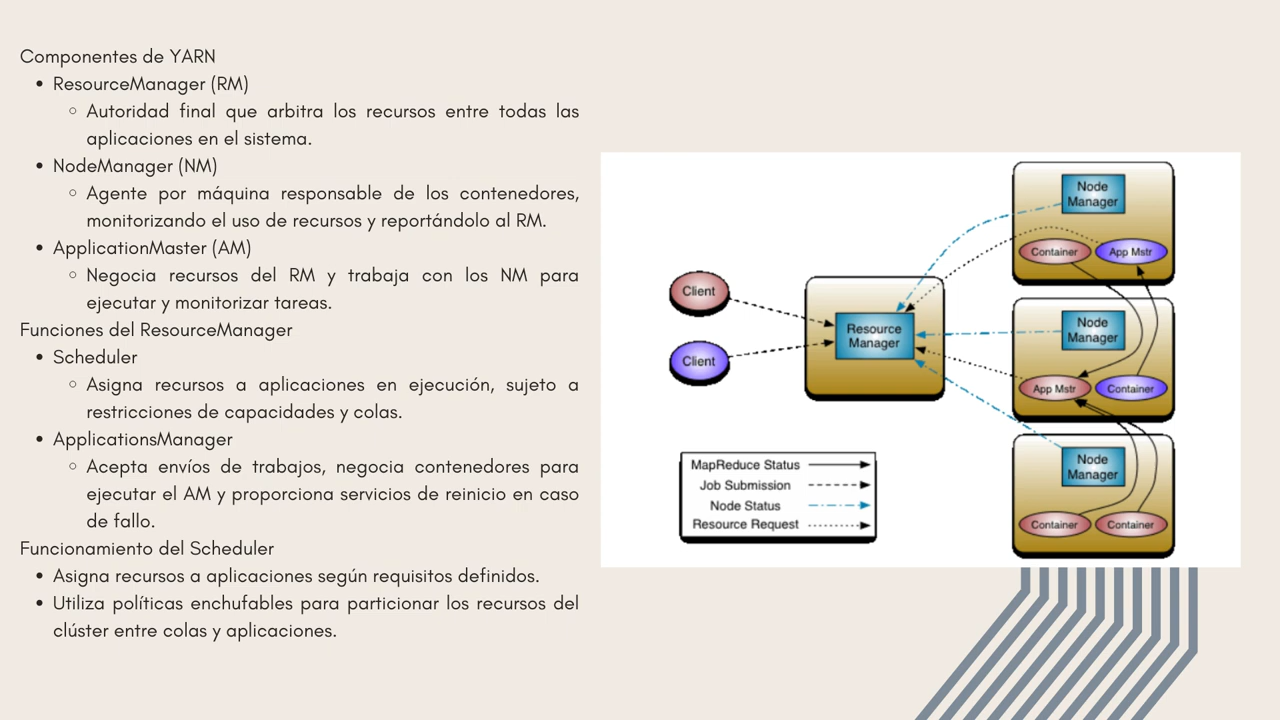 Componentes de YARN
• ResourceManager (RM)
◦ Autoridad final que arbitra los recursos entre todas las
aplicaciones en el sistema.
• NodeManager (NM)
◦ Agente por máquina responsable de los contenedores,
monitorizando el uso de recursos y reportándolo al RM.
• ApplicationMaster (AM)
◦ Negocia recursos del RM y trabaja con los NM para
ejecutar y monitorizar tareas.
Funciones del ResourceManager
• Scheduler
◦ Asigna recursos a aplicaciones en ejecución, sujeto a
restricciones de capacidades y colas.
• ApplicationsManager
◦ Acepta envíos de trabajos, negocia contenedores para
ejecutar el AM y proporciona servicios de reinicio en caso
de fallo.
Funcionamiento del Scheduler
• Asigna recursos a aplicaciones según requisitos definidos.
• Utiliza políticas enchufables para particionar los recursos del
clúster entre colas y aplicaciones.
Client
Client
Resource
Manager
Node
Manager
Container
App Mstr
Node
Manager
App Mstr
Container
Node
Manager
Container
Container
MapReduce Status
Job Submission
Node Status
Resource Request